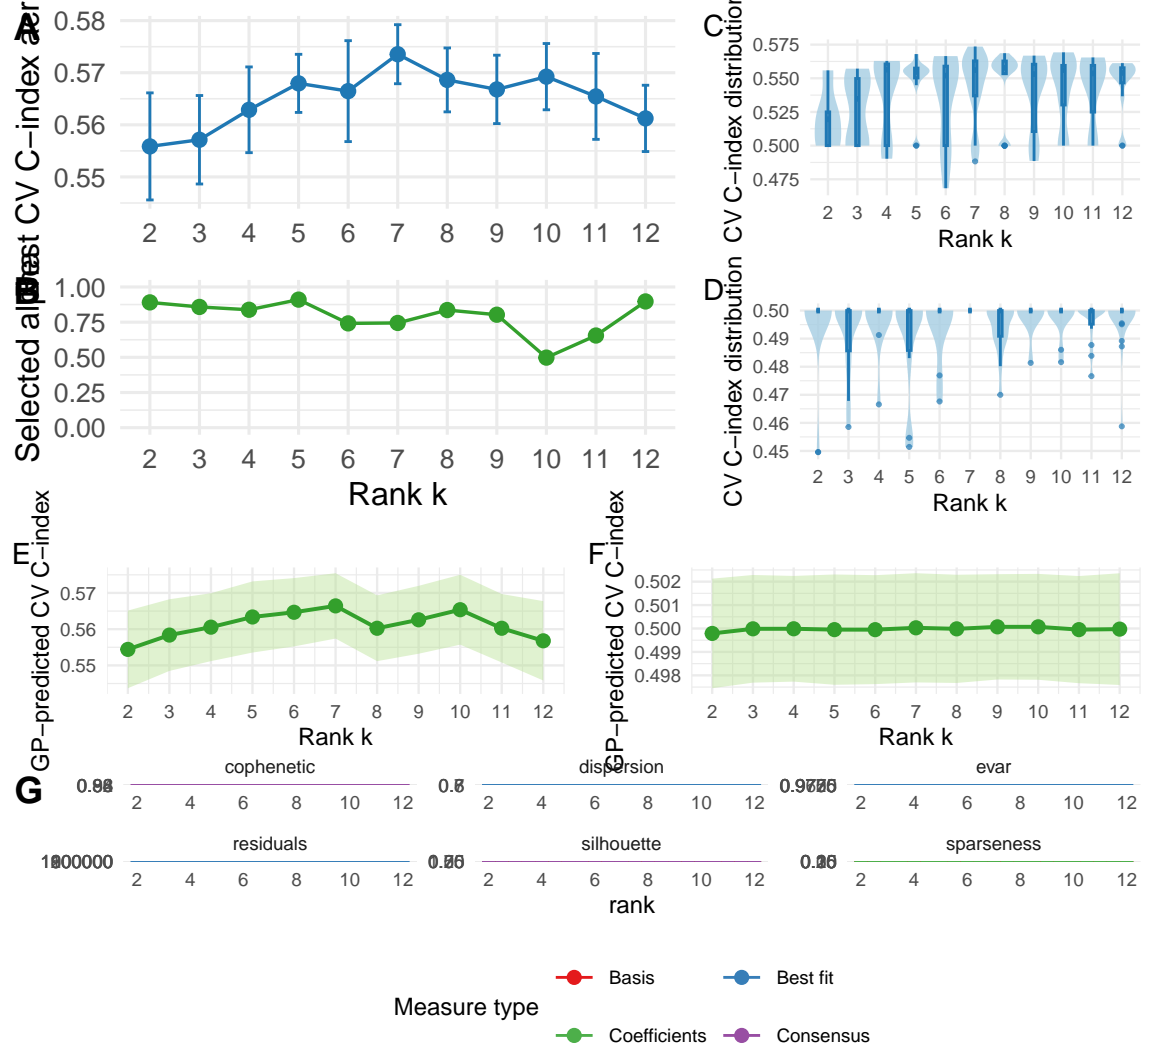 A
Best CV C−index
0.58
0.57
0.56
0.55
2 3 4 5 6 7 8 9 10 11 12
B
Selected
1.00
0.75
0.50
0.25
0.00
2 3 4 5 6 7 8 9 10 11 12
Rank k
C
CV C−index distribution
0.575
0.550
0.525
0.500
0.475
2 3 4 5 6 7 8 9 10 11 12
Rank k
D
CV C−index distribution
0.50
0.49
0.48
0.47
0.46
0.45
2 3 4 5 6 7 8 9 10 11 12
Rank k
E
GP−predicted CV C−index
0.57
0.56
0.55
2 3 4 5 6 7 8 9 10 11 12
Rank k
F
GP−predicted CV C−index
0.502
0.501
0.500
0.499
0.498
2 3 4 5 6 7 8 9 10 11 12
Rank k
G
cophenetic
2 4 6 8 10 12
dispersion
2 4 6 8 10 12
evar
2 4 6 8 10 12
residuals
2 4 6 8 10 12
silhouette
2 4 6 8 10 12
sparseness
2 4 6 8 10 12
rank
Measure type
Basis
Best fit
Coefficients
Consensus